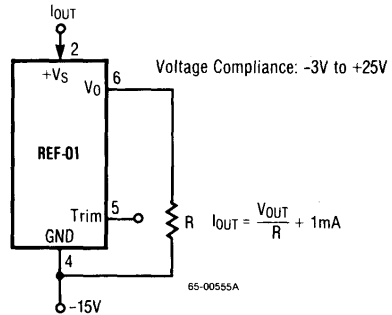 IOUT
2
+VS
VO
6
Voltage Compliance: -3V to +25V
REF-01
Trim
5
R
IOUT = VOUT/R + 1mA
GND
4
65-00555A
-15V